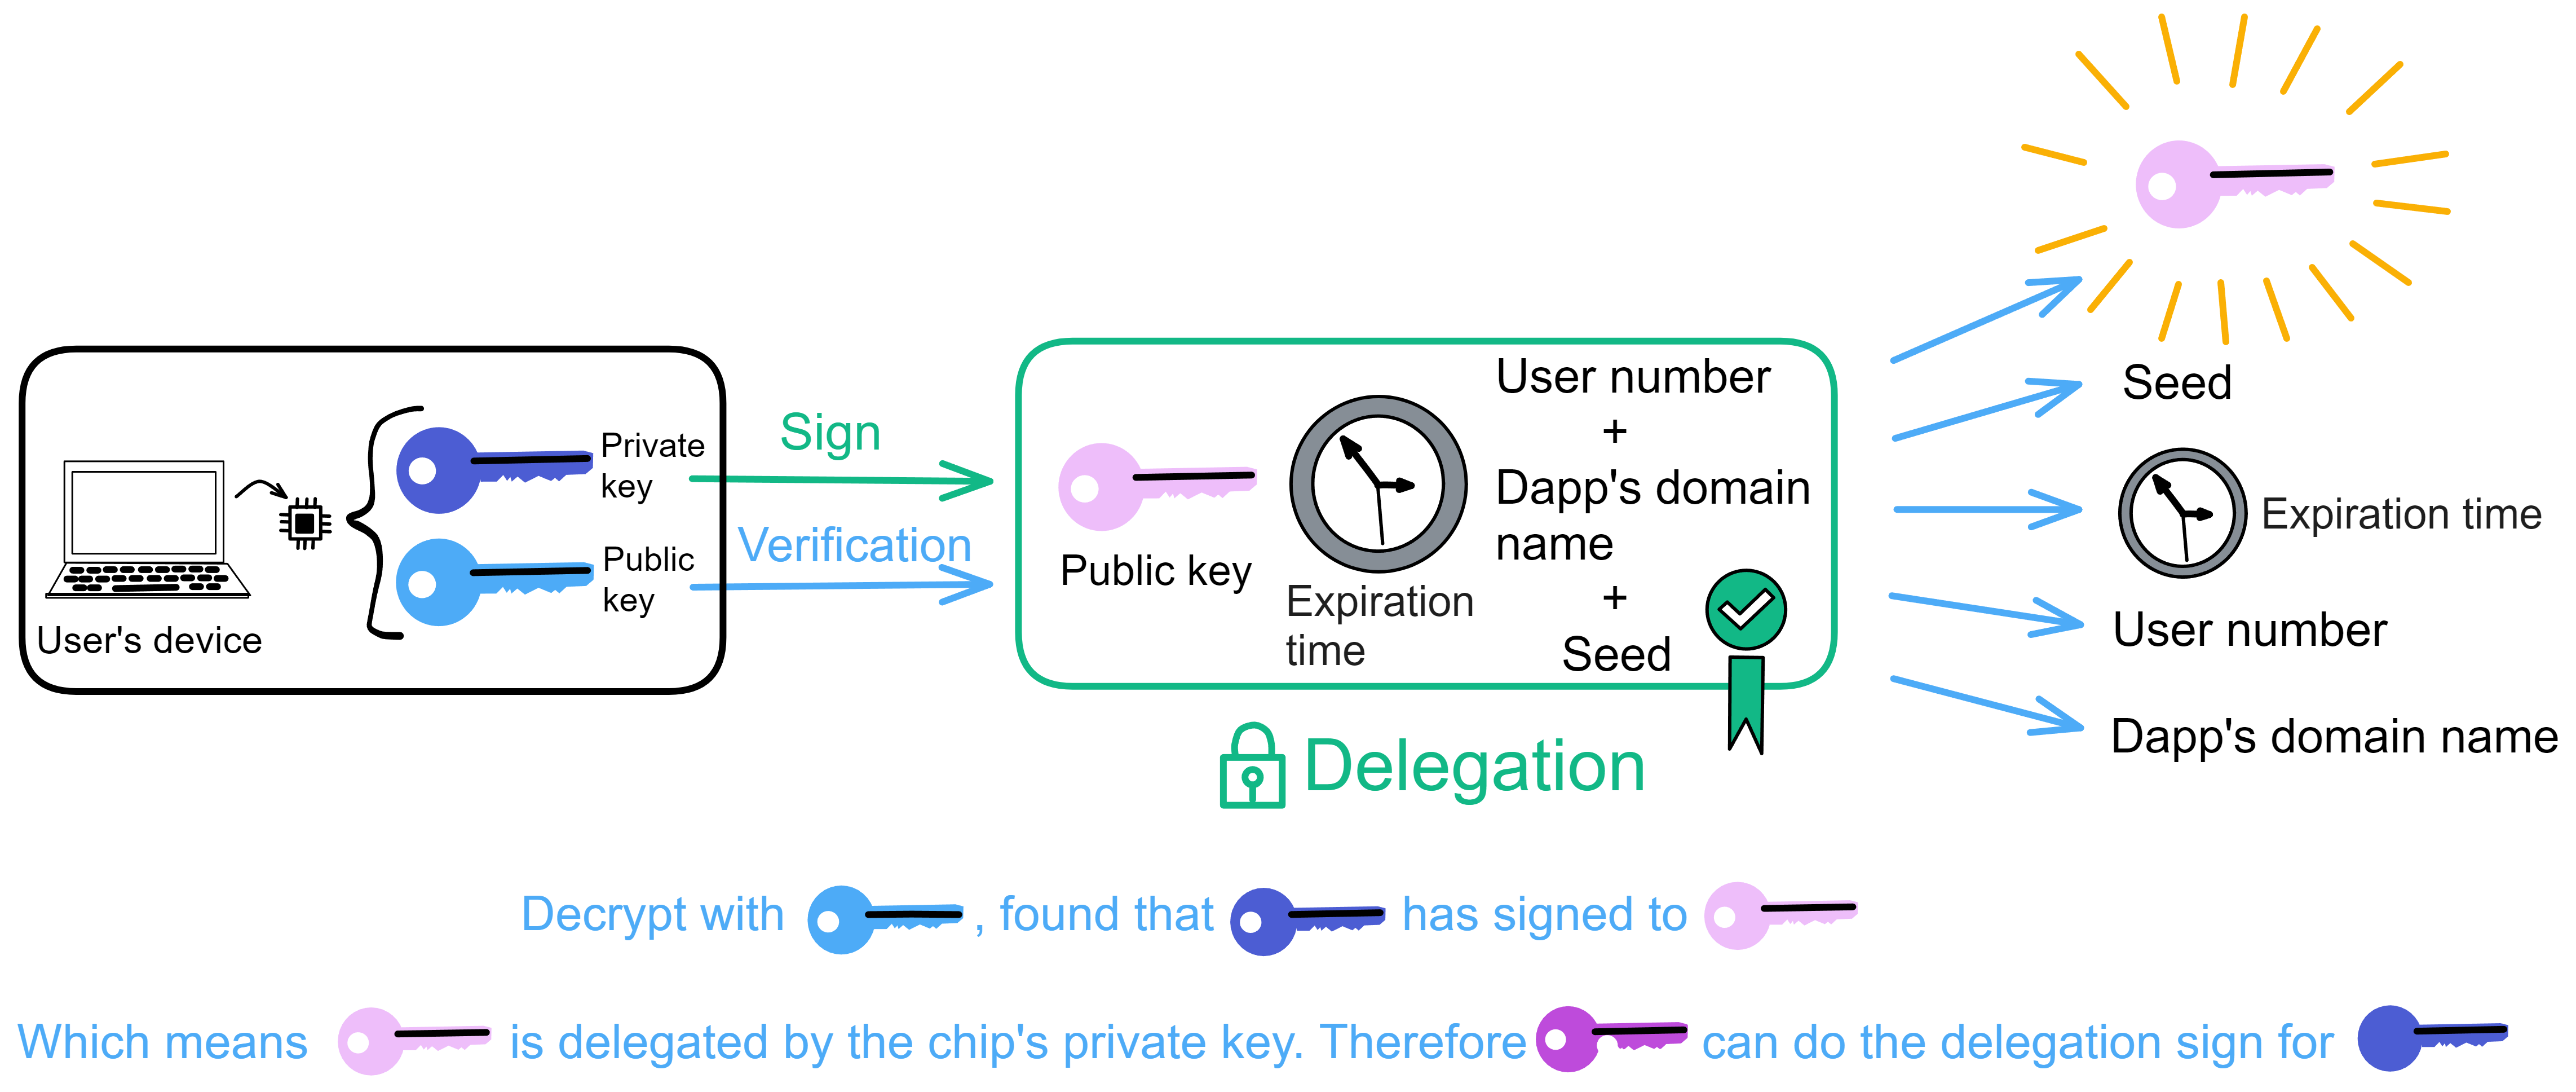 User's device
Private
key
Public
key
Sign
Verification
Public key
Expiration
time
User number
+
Dapp's domain
name
+
Seed
Delegation
Seed
Expiration time
User number
Dapp's domain name
Decrypt with , found that has signed to
Which means is delegated by the chip's private key. Therefore can do the delegation sign for